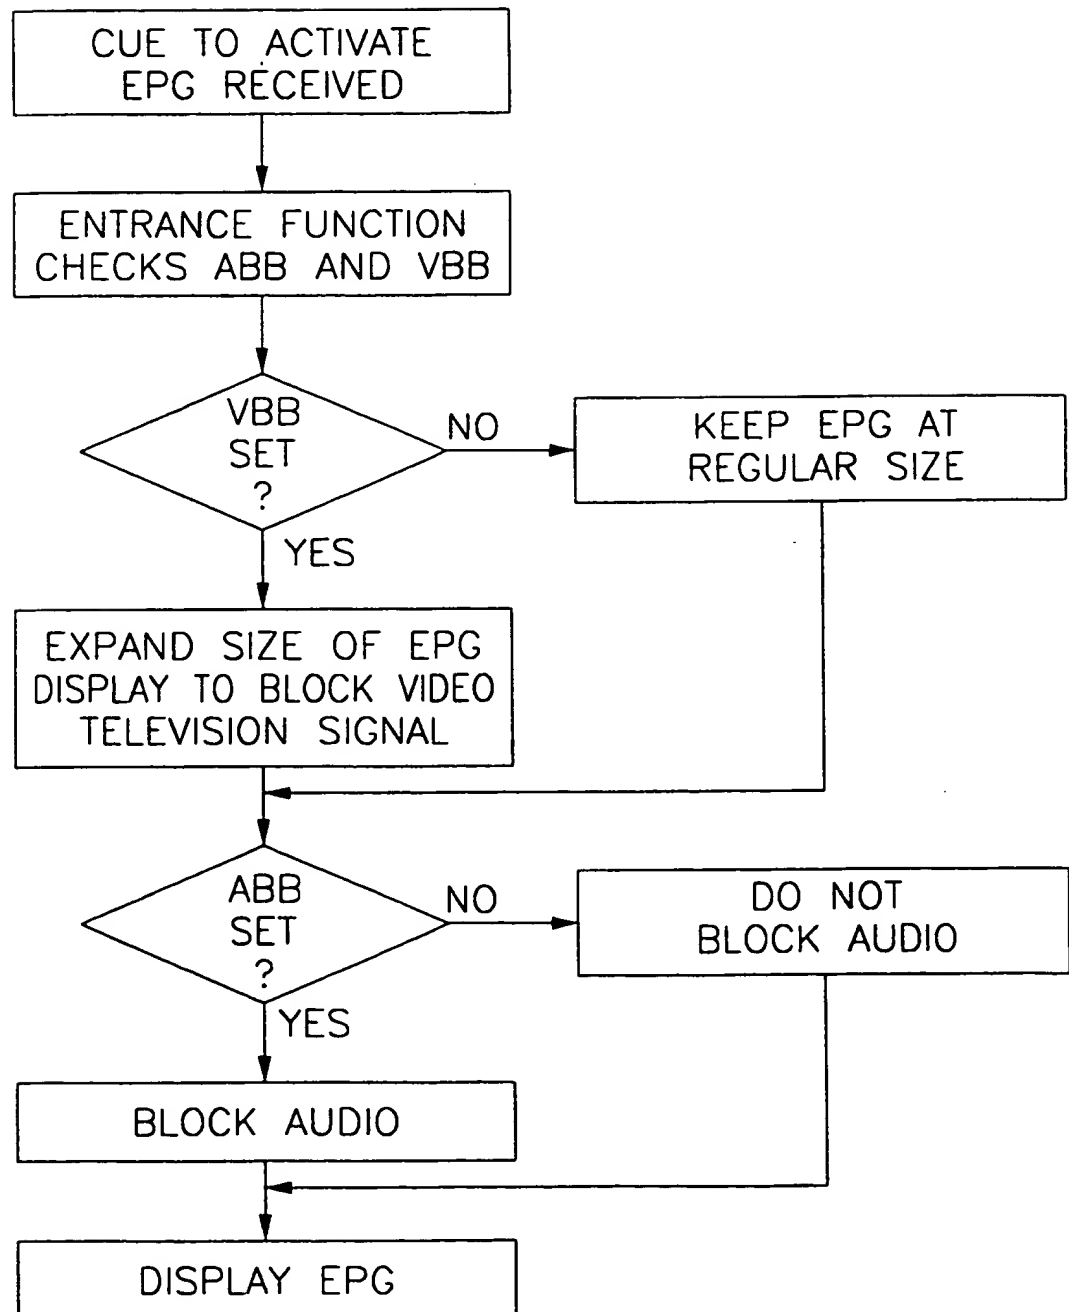 CUE TO ACTIVATE
EPG RECEIVED
ENTRANCE FUNCTION
CHECKS ABB AND VBB
VBB
SET
?
NO
KEEP EPG AT
REGULAR SIZE
YES
EXPAND SIZE OF EPG
DISPLAY TO BLOCK VIDEO
TELEVISION SIGNAL
ABB
SET
?
NO
DO NOT
BLOCK AUDIO
YES
BLOCK AUDIO
DISPLAY EPG